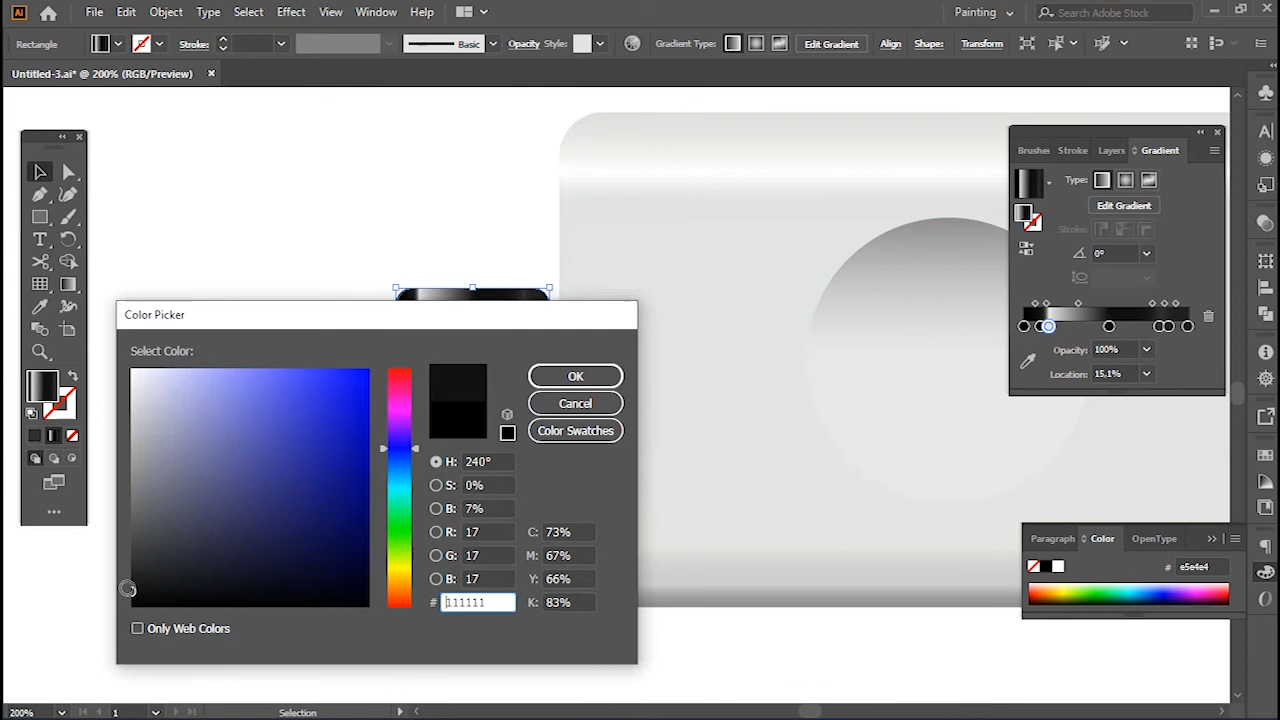 Ai File Edit Object Type Select Effect View Window Help Painting Search Adobe Stock
Rectangle Stroke: Basic Opacity Style: Gradient Type: Edit Gradient Align Shape: Transform
Untitled-3.ai* @ 200% (RGB/Preview)
Brushes Stroke Layers Gradient
Type:
Edit Gradient
Stroke:
0°
Opacity: 100%
Location: 15,1%
Color Picker
Select Color:
OK
Cancel
Color Swatches
H: 240°
S: 0%
B: 7%
R: 17 C: 73%
G: 17 M: 67%
B: 17 Y: 66%
# 111111 K: 83%
Only Web Colors
Paragraph Color OpenType
# e5e4e4
200% 1 Selection